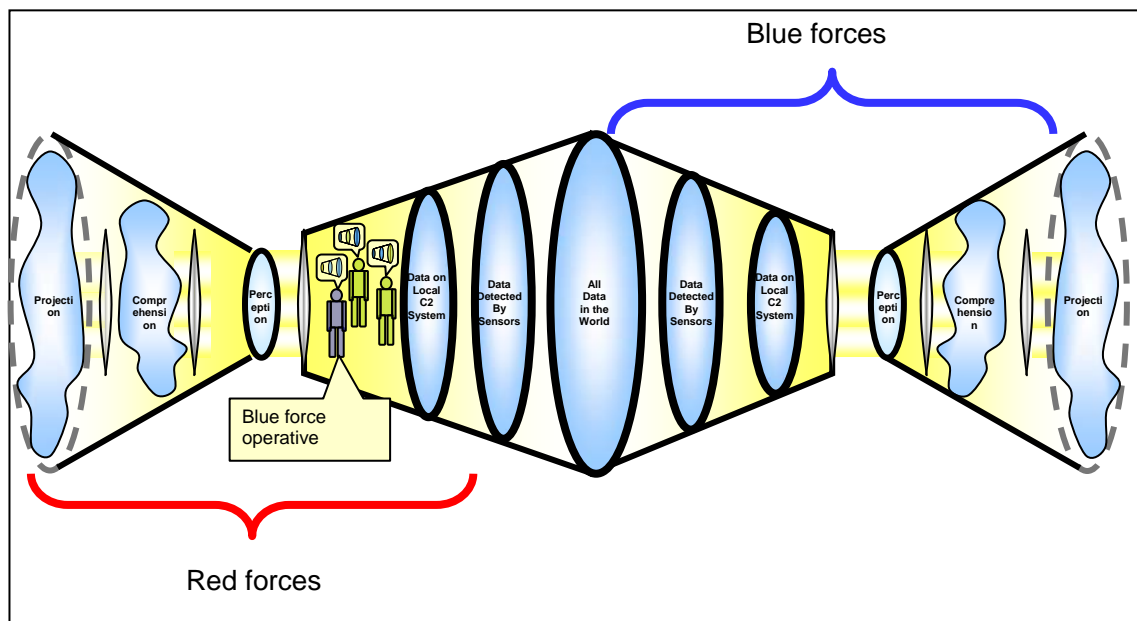 Blue forces
Projecti
on
Compr
ehensi
on
Perc
epti
on
Data on
Local
C2
System
Data
Detected
By
Sensors
All
Data
in the
World
Data
Detected
By
Sensors
Data on
Local
C2
System
Perc
epti
on
Compre
hensio
n
Projecti
on
Blue force
operative
Red forces